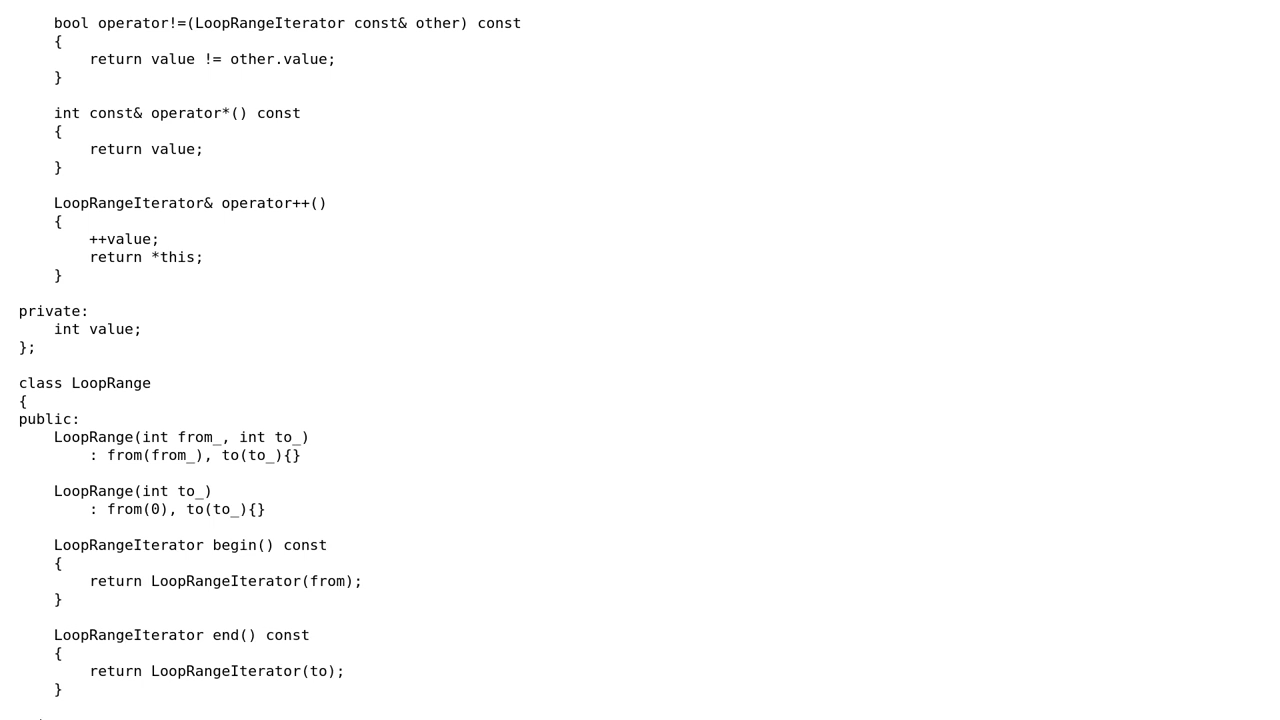 bool operator!=(LoopRangeIterator const& other) const
    {
        return value != other.value;
    }

    int const& operator*() const
    {
        return value;
    }

    LoopRangeIterator& operator++()
    {
        ++value;
        return *this;
    }

private:
    int value;
};

class LoopRange
{
public:
    LoopRange(int from_, int to_)
        : from(from_), to(to_){}

    LoopRange(int to_)
        : from(0), to(to_){}

    LoopRangeIterator begin() const
    {
        return LoopRangeIterator(from);
    }

    LoopRangeIterator end() const
    {
        return LoopRangeIterator(to);
    }